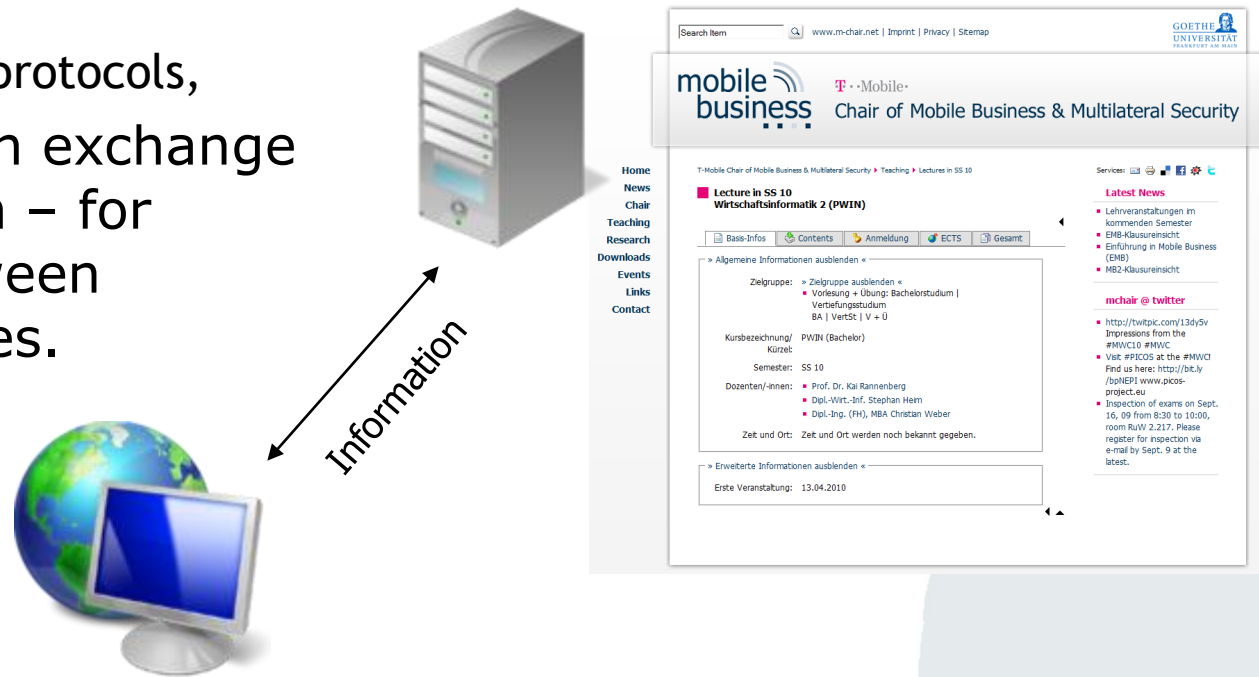 protocols,
n exchange
– for
ween
es.
Information
Search Item
www.m-chair.net | Imprint | Privacy | Sitemap
GOETHE
UNIVERSITÄT
FRANKFURT AM MAIN
mobile
business
T··Mobile·
Chair of Mobile Business & Multilateral Security
Home
News
Chair
Teaching
Research
Downloads
Events
Links
Contact
T-Mobile Chair of Mobile Business & Multilateral Security Teaching Lectures in SS 10
Lecture in SS 10
Wirtschaftsinformatik 2 (PWIN)
Basis-Infos Contents Anmeldung ECTS Gesamt
» Allgemeine Informationen ausblenden «
Zielgruppe: » Zielgruppe ausblenden «
Vorlesung + Übung: Bachelorstudium |
Vertiefungsstudium
BA | VertSt | V + Ü
Kursbezeichnung/ PWIN (Bachelor)
Kürzel:
Semester: SS 10
Dozenten/-innen: Prof. Dr. Kai Rannenberg
Dipl.-Wirt.-Inf. Stephan Heim
Dipl.-Ing. (FH), MBA Christian Weber
Zeit und Ort: Zeit und Ort werden noch bekannt gegeben.
» Erweiterte Informationen ausblenden «
Erste Veranstaltung: 13.04.2010
Services:
Latest News
Lehrveranstaltungen im
kommenden Semester
EMB-Klausureinsicht
Einführung in Mobile Business
(EMB)
MB2-Klausureinsicht
mchair @ twitter
http://twitpic.com/13dy5v
Impressions from the
#MWC10 #MWC
Visit #PICOS at the #MWC!
Find us here: http://bit.ly
/bpNEPI www.picos-
project.eu
Inspection of exams on Sept.
16, 09 from 8:30 to 10:00,
room RuW 2.217. Please
register for inspection via
e-mail by Sept. 9 at the
latest.